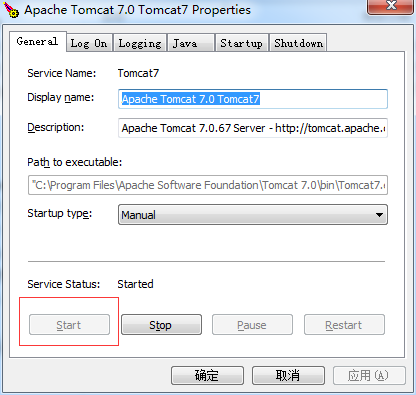 Apache Tomcat 7.0 Tomcat7 Properties
General Log On Logging Java Startup Shutdown
Service Name: Tomcat7
Display name: Apache Tomcat 7.0 Tomcat7
Description: Apache Tomcat 7.0.67 Server - http://tomcat.apache.
Path to executable:
"C:\Program Files\Apache Software Foundation\Tomcat 7.0\bin\Tomcat7.
Startup type: Manual
Service Status: Started
Start Stop Pause Restart
确定 取消 应用(A)